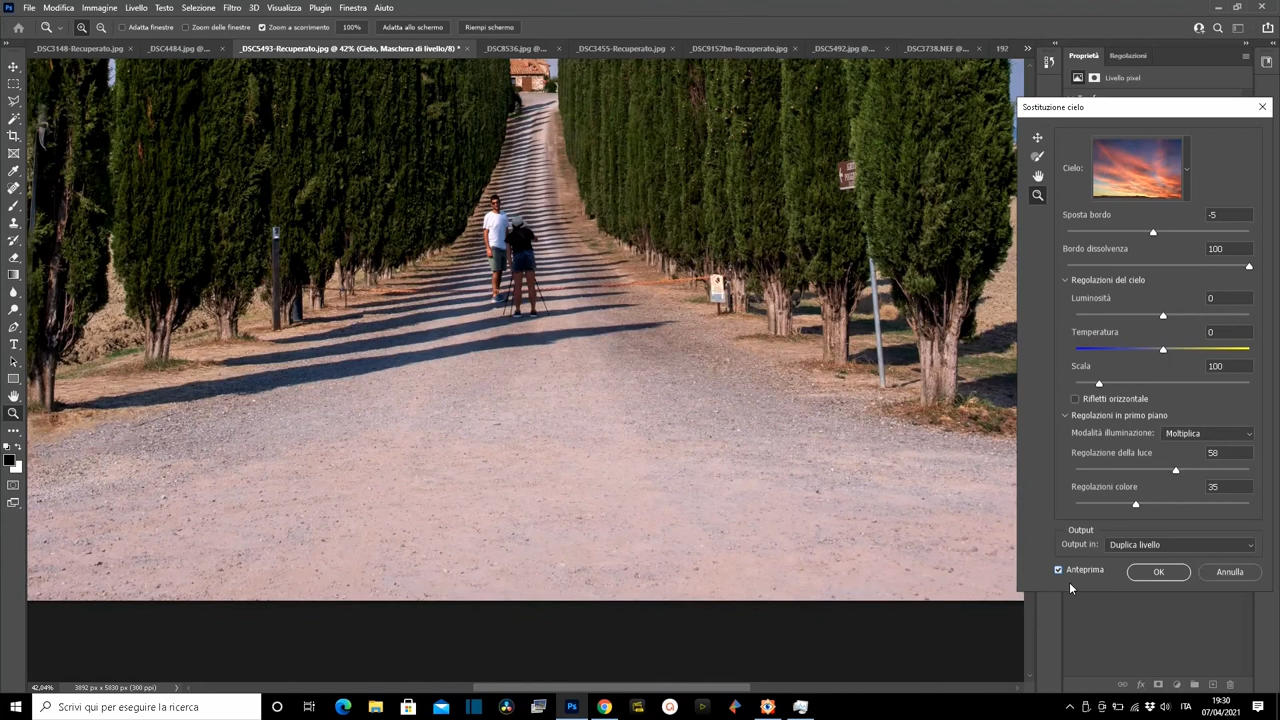 File Modifica Immagine Livello Testo Selezione Filtro 3D Visualizza Plugin Finestra Aiuto
Adatta finestre Zoom delle finestre Zoom a scorrimento 100% Adatta allo schermo Riempi schermo
_DSC3148-Recuperato.jpg _DSC4484.jpg @... _DSC5493-Recuperato.jpg @ 42% (Cielo, Maschera di livello/8) * _DSC8536.jpg @... _DSC3455-Recuperato.jpg _DSC9152bn-Recuperato.jpg _DSC5492.jpg @... _DSC3738.NEF @... 192
Proprietà Regolazioni
Livello pixel
Sostituzione cielo
Cielo:
Sposta bordo -5
Bordo dissolvenza 100
Regolazioni del cielo
Luminosità 0
Temperatura 0
Scala 100
Rifletti orizzontale
Regolazioni in primo piano
Modalità illuminazione: Moltiplica
Regolazione della luce 58
Regolazioni colore 35
Output
Output in: Duplica livello
Anteprima OK Annulla
42,04% 3892 px x 5830 px (300 ppi)
Scrivi qui per eseguire la ricerca
ITA
19:30
07/04/2021